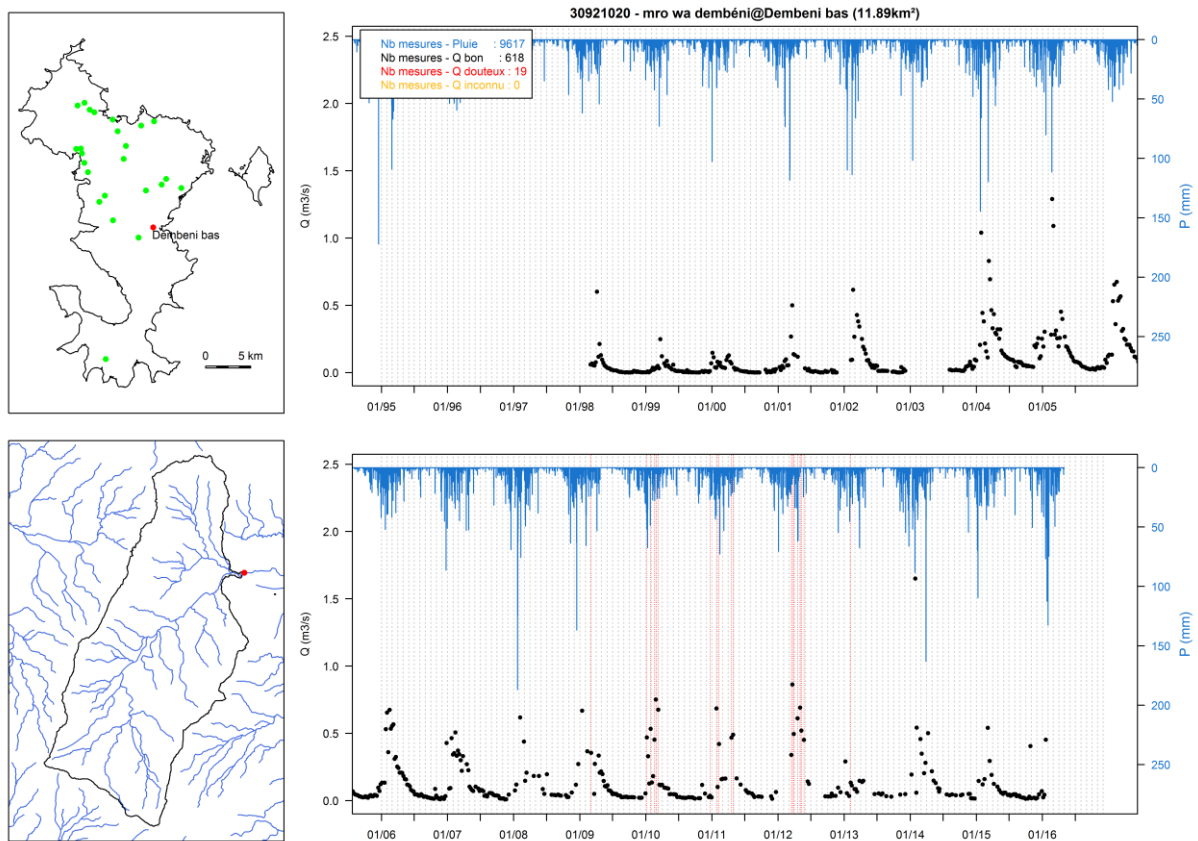 30921020 - mro wa dembéni@Dembeni bas (11.89km²)
Dembeni bas
0 5 km
Nb mesures - Pluie : 9617
Nb mesures - Q bon : 618
Nb mesures - Q douteux : 19
Nb mesures - Q inconnu : 0
Q (m3/s)
2.5
2.0
1.5
1.0
0.5
0.0
0
50
100
150
200
250
P (mm)
01/95 01/96 01/97 01/98 01/99 01/00 01/01 01/02 01/03 01/04 01/05
Q (m3/s)
2.5
2.0
1.5
1.0
0.5
0.0
0
50
100
150
200
250
P (mm)
01/06 01/07 01/08 01/09 01/10 01/11 01/12 01/13 01/14 01/15 01/16